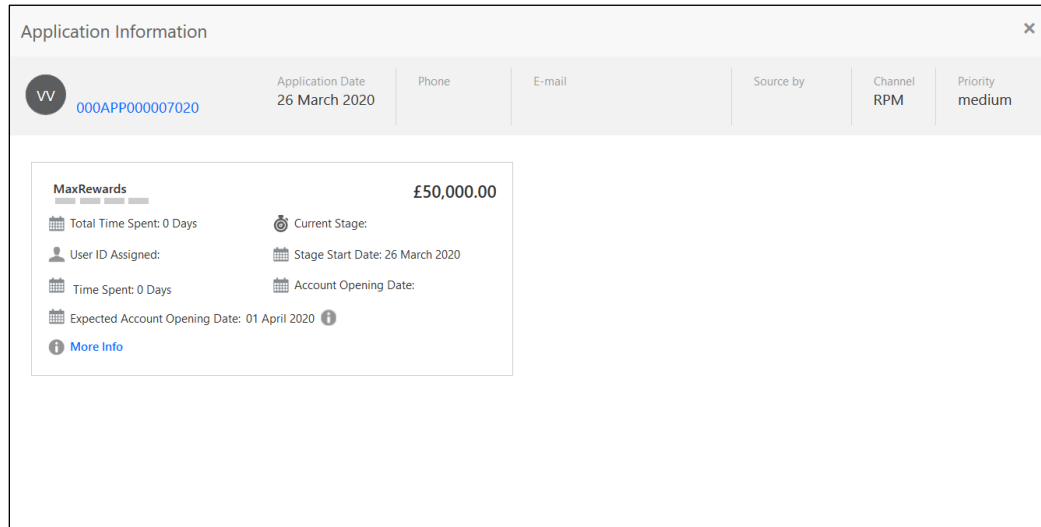 Application Information
VV
000APP000007020
Application Date
26 March 2020
Phone
E-mail
Source by
Channel
RPM
Priority
medium
MaxRewards
£50,000.00
Total Time Spent: 0 Days
Current Stage:
User ID Assigned:
Stage Start Date: 26 March 2020
Time Spent: 0 Days
Account Opening Date:
Expected Account Opening Date: 01 April 2020
More Info